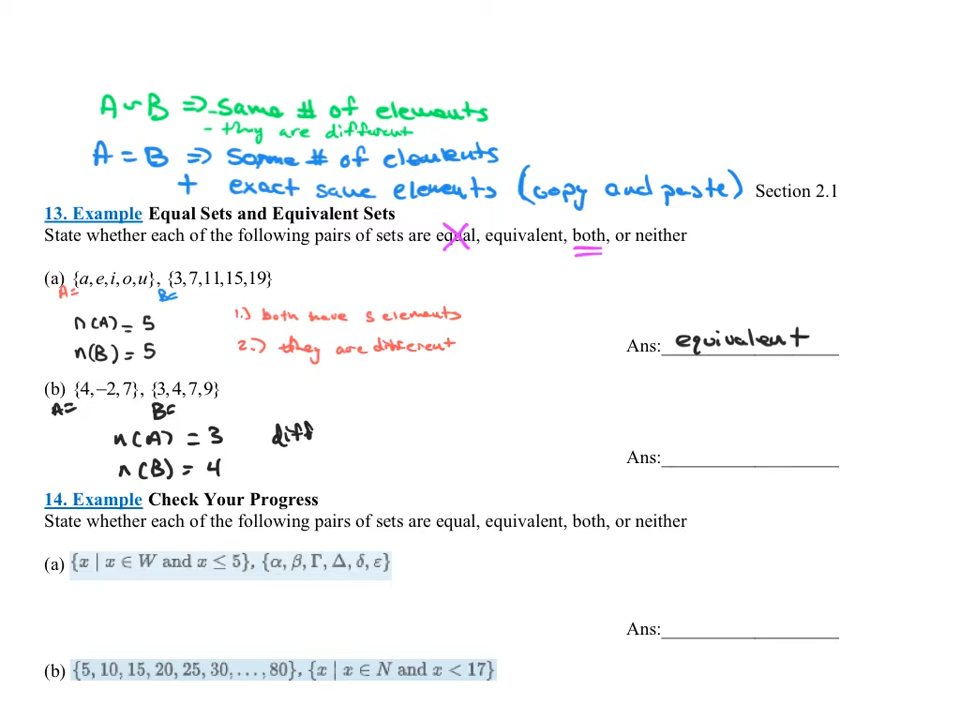 A ~ B ⇒ - Same # of elements
- they are different
A = B ⇒ same # of elements
+ exact same elements (copy and paste)
Section 2.1
13. Example Equal Sets and Equivalent Sets
State whether each of the following pairs of sets are equal, equivalent, both, or neither
(a) {a, e, i, o, u}, {3, 7, 11, 15, 19}
A= B=
n(A) = 5
n(B) = 5
1.) both have 5 elements
2.) they are different
Ans: equivalent
(b) {4, −2, 7}, {3, 4, 7, 9}
A= B=
n(A) = 3 diff
n(B) = 4
Ans:
14. Example Check Your Progress
State whether each of the following pairs of sets are equal, equivalent, both, or neither
(a) {x | x ∈ W and x ≤ 5}, {α, β, Γ, Δ, δ, ε}
Ans:
(b) {5, 10, 15, 20, 25, 30, . . . , 80}, {x | x ∈ N and x < 17}